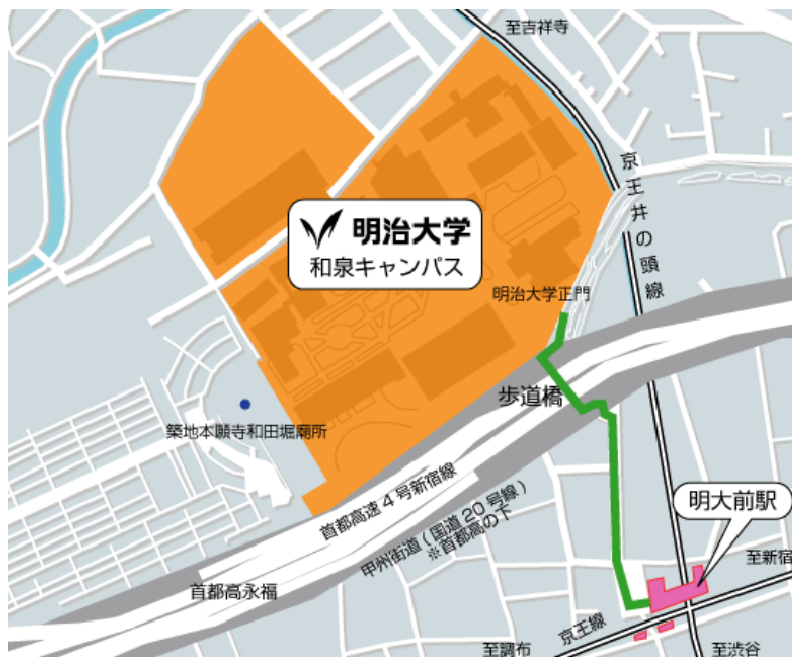 至吉祥寺
京王井の頭線
明治大学
和泉キャンパス
明治大学正門
歩道橋
築地本願寺和田堀廟所
首都高速4号新宿線
甲州街道(国道20号線)
※首都高の下
明大前駅
至新宿
首都高永福
京王線
至調布
至渋谷